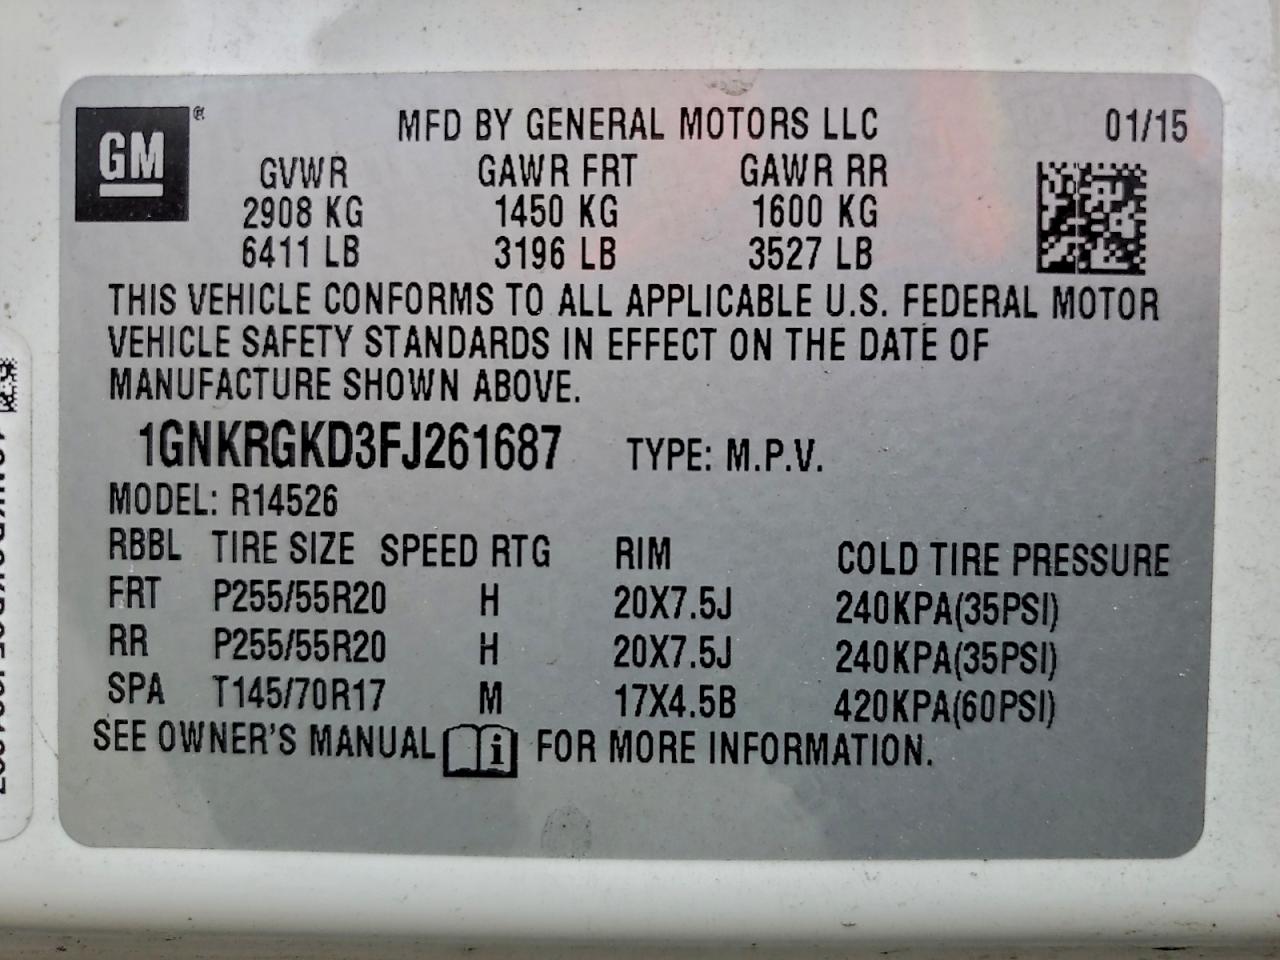 GM ®
MFD BY GENERAL MOTORS LLC 01/15
GVWR GAWR FRT GAWR RR
2908 KG 1450 KG 1600 KG
6411 LB 3196 LB 3527 LB
THIS VEHICLE CONFORMS TO ALL APPLICABLE U.S. FEDERAL MOTOR
VEHICLE SAFETY STANDARDS IN EFFECT ON THE DATE OF
MANUFACTURE SHOWN ABOVE.
1GNKRGKD3FJ261687 TYPE: M.P.V.
MODEL: R14526
RBBL TIRE SIZE SPEED RTG RIM COLD TIRE PRESSURE
FRT P255/55R20 H 20X7.5J 240KPA(35PSI)
RR P255/55R20 H 20X7.5J 240KPA(35PSI)
SPA T145/70R17 M 17X4.5B 420KPA(60PSI)
SEE OWNER'S MANUAL i FOR MORE INFORMATION.